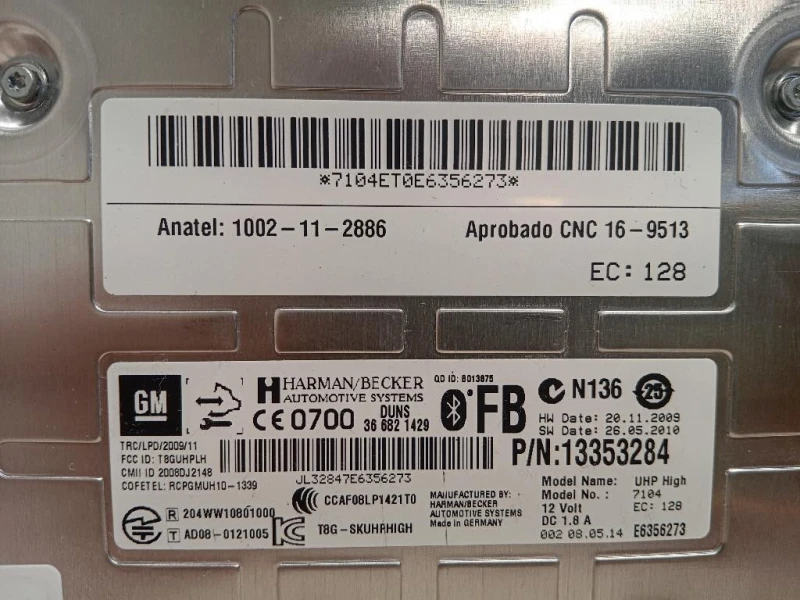 *7104ET0E6356273*
Anatel: 1002-11-2886 Aprobado CNC 16-9513
EC: 128
GM
HARMAN/BECKER
AUTOMOTIVE SYSTEMS
QD ID: B013875
CE0700
DUNS
36 682 1429
FB
N136
25
HW Date: 20.11.2009
SW Date: 26.05.2010
P/N:13353284
TRC/LPD/2009/11
FCC ID: T8GUHPLH
CMII ID 2008DJ2148
COFETEL: RCPGMUH10-1339
JL32847E6356273
CCAF08LP1421T0
R 204WW10801000
T AD08-0121005
T8G-SKUHPHIGH
MANUFACTURED BY:
HARMAN/BECKER
AUTOMOTIVE SYSTEMS
Made in GERMANY
Model Name: UHP High
Model No.: 7104
12 Volt EC: 128
DC 1.8 A
002 08.05.14 E6356273